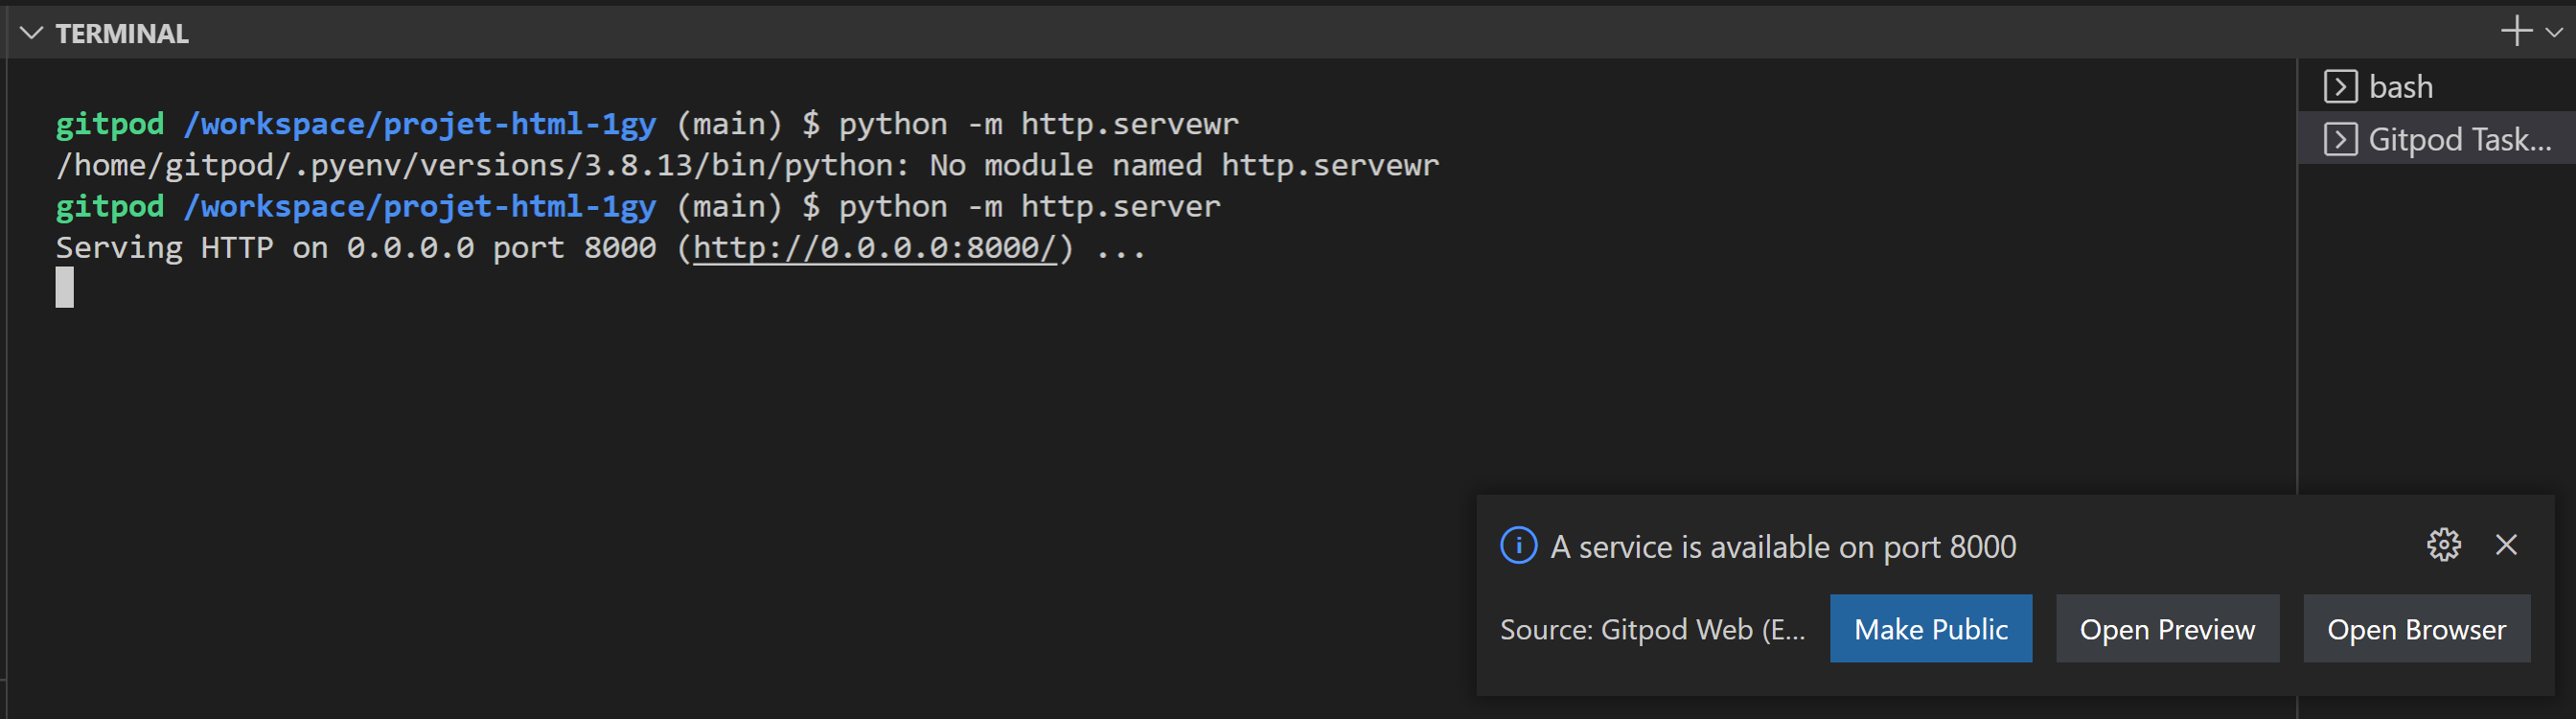 TERMINAL
gitpod /workspace/projet-html-1gy (main) $ python -m http.servewr
/home/gitpod/.pyenv/versions/3.8.13/bin/python: No module named http.servewr
gitpod /workspace/projet-html-1gy (main) $ python -m http.server
Serving HTTP on 0.0.0.0 port 8000 (http://0.0.0.0:8000/) ...
bash
Gitpod Task...
A service is available on port 8000
Source: Gitpod Web (E...
Make Public
Open Preview
Open Browser